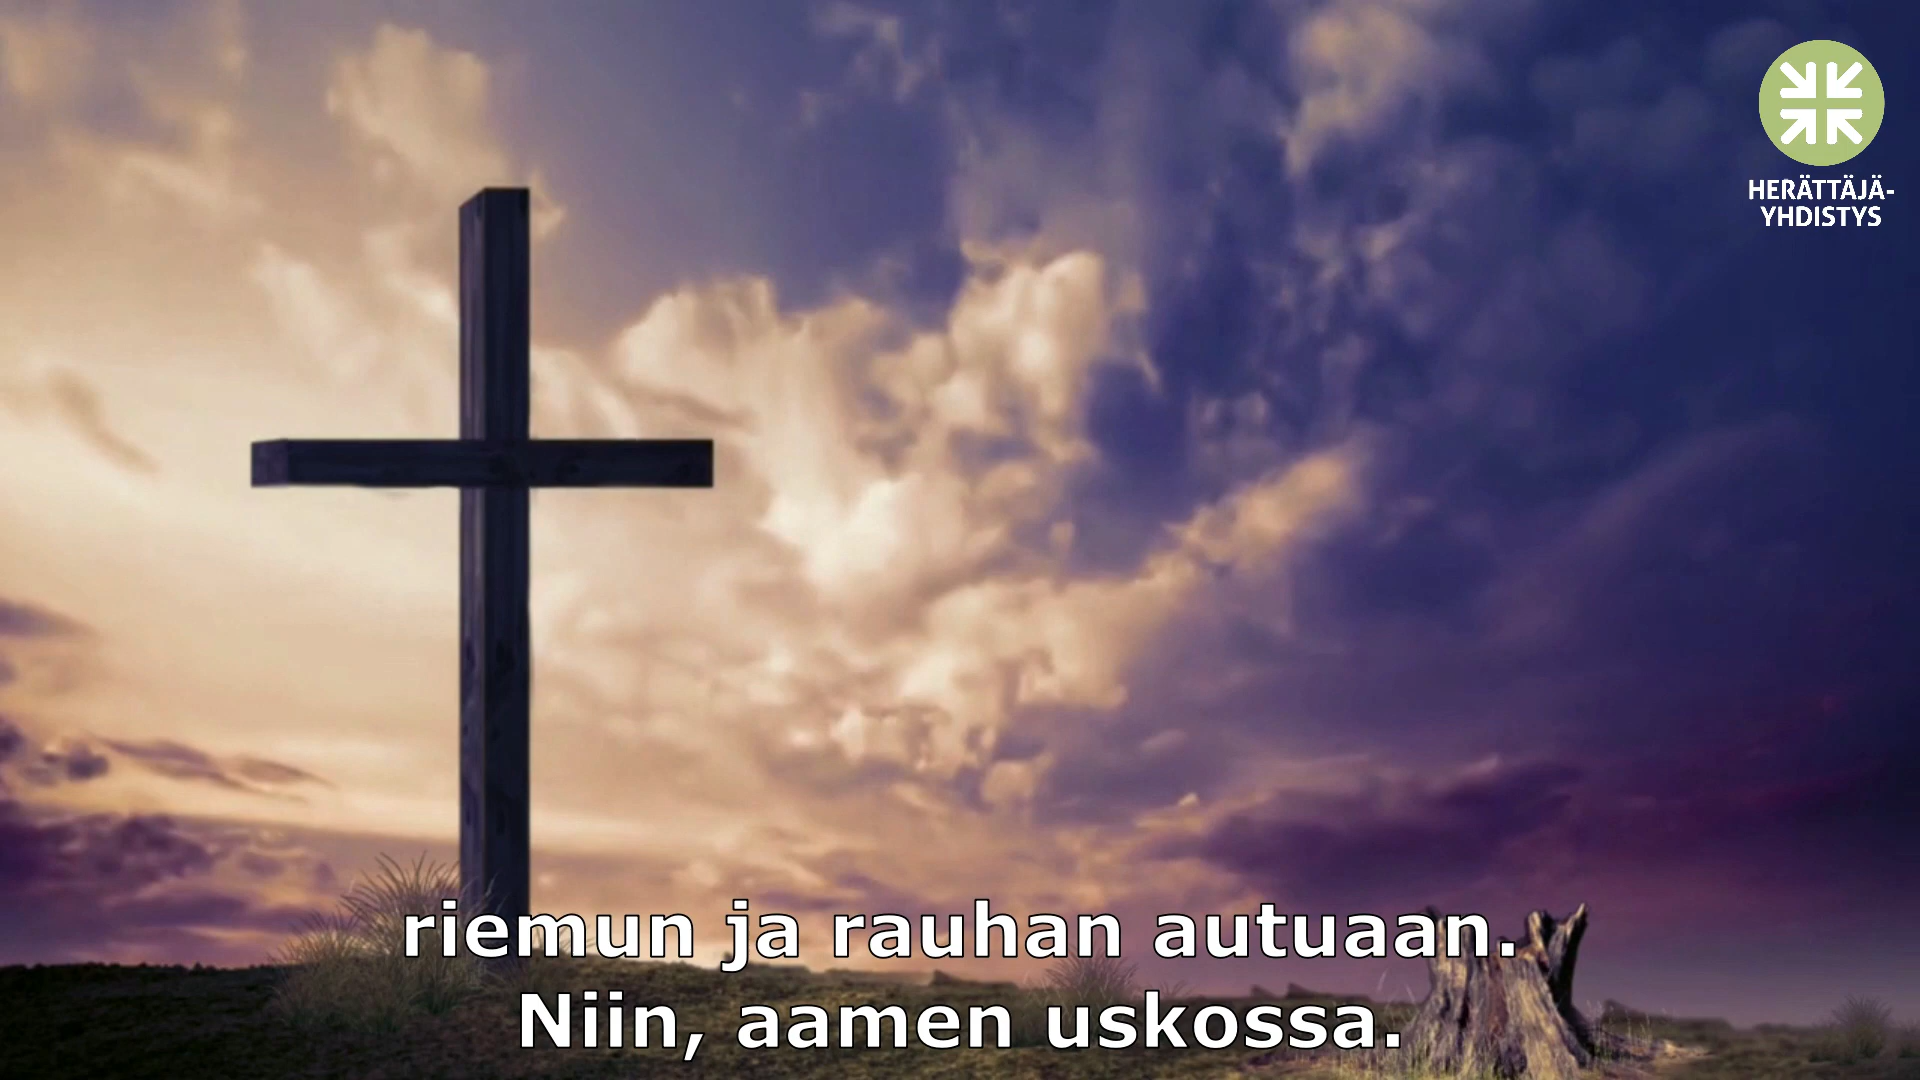 HERÄTTÄJÄ-
YHDISTYS
riemun ja rauhan autuaan.
Niin, aamen uskossa.